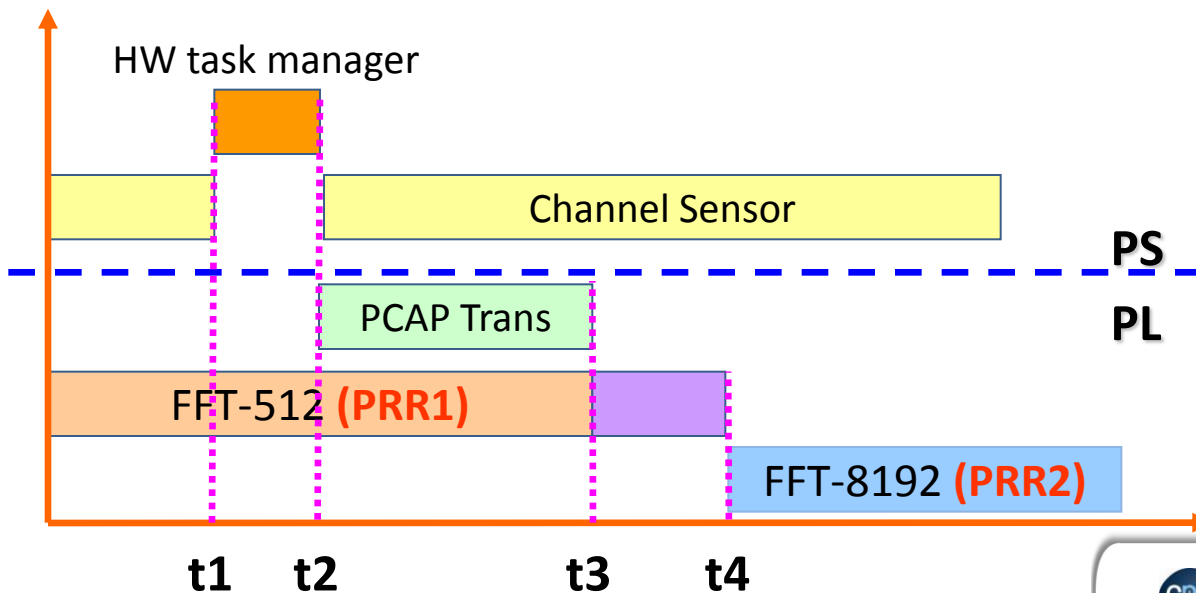 HW task manager
Channel Sensor
PS
PCAP Trans
PL
FFT-512 (PRR1)
FFT-8192 (PRR2)
t1 t2 t3 t4